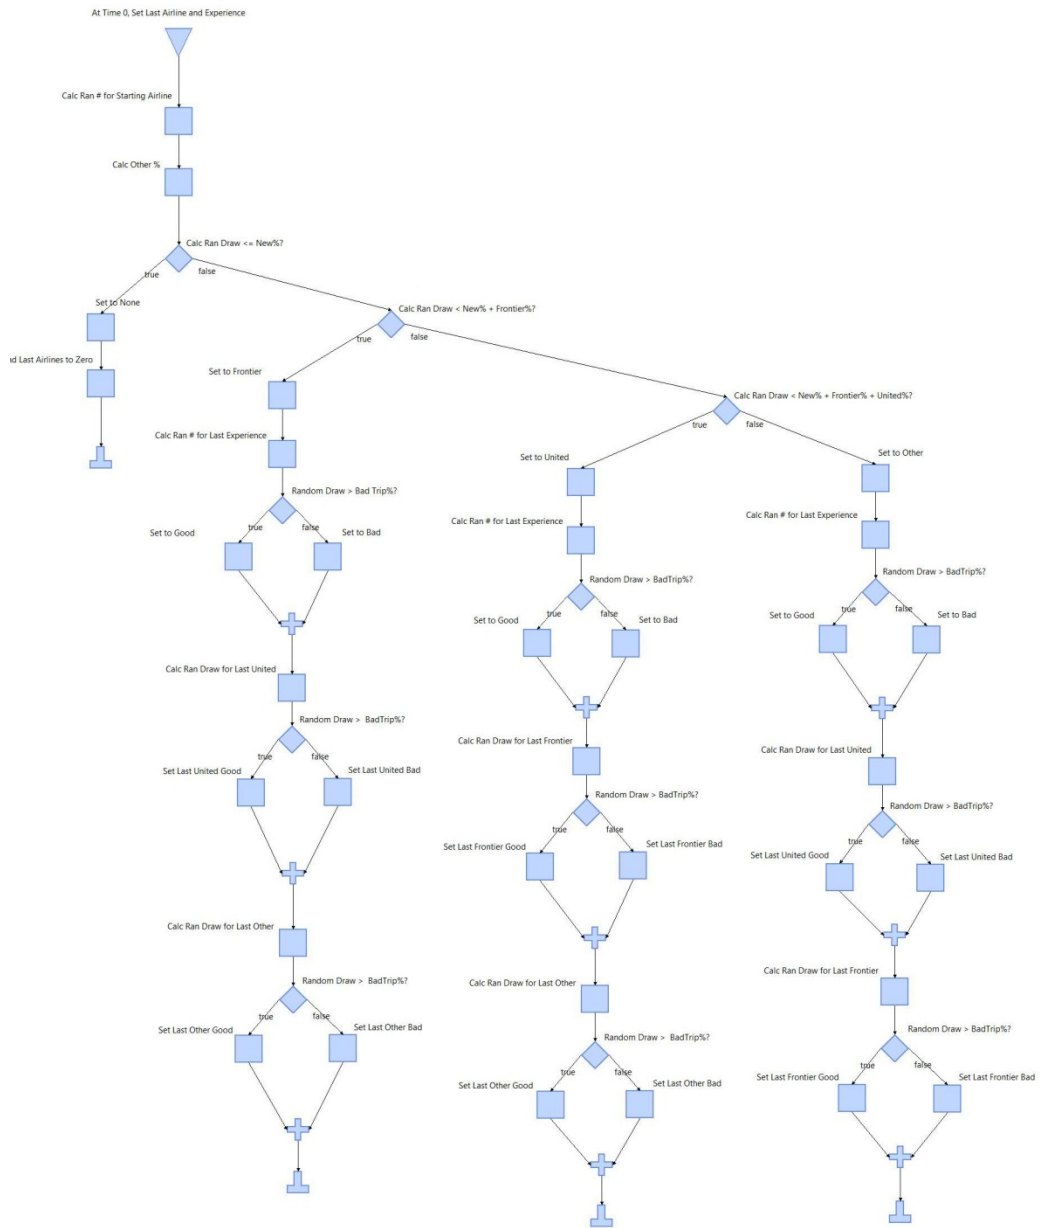 At Time 0, Set Last Airline and Experience
Calc Ran # for Starting Airline
Calc Other %
Calc Ran Draw <= New%?
true
false
Set to None
Last Airlines to Zero
Calc Ran Draw < New% + Frontier%?
true
false
Set to Frontier
Calc Ran # for Last Experience
Random Draw > Bad Trip%?
true
false
Set to Good
Set to Bad
Calc Ran Draw for Last United
Random Draw > BadTrip%?
true
false
Set Last United Good
Set Last United Bad
Calc Ran Draw for Last Other
Random Draw > BadTrip%?
true
false
Set Last Other Good
Set Last Other Bad
Calc Ran Draw < New% + Frontier% + United%?
true
false
Set to United
Calc Ran # for Last Experience
Random Draw > BadTrip%?
true
false
Set to Good
Set to Bad
Calc Ran Draw for Last Frontier
Random Draw > BadTrip%?
true
false
Set Last Frontier Good
Set Last Frontier Bad
Calc Ran Draw for Last Other
Random Draw > BadTrip%?
true
false
Set Last Other Good
Set Last Other Bad
Set to Other
Calc Ran # for Last Experience
Random Draw > BadTrip%?
true
false
Set to Good
Set to Bad
Calc Ran Draw for Last United
Random Draw > BadTrip%?
true
false
Set Last United Good
Set Last United Bad
Calc Ran Draw for Last Frontier
Random Draw > BadTrip%?
true
false
Set Last Frontier Good
Set Last Frontier Bad